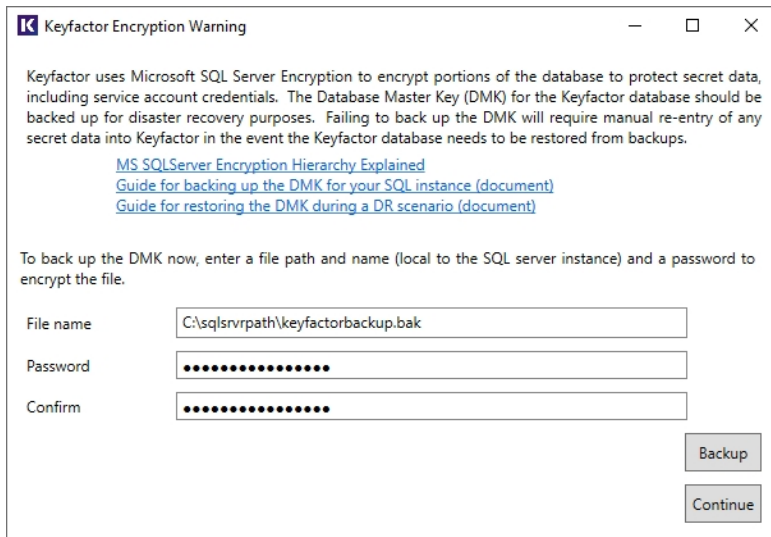 Keyfactor Encryption Warning
Keyfactor uses Microsoft SQL Server Encryption to encrypt portions of the database to protect secret data,
including service account credentials.  The Database Master Key (DMK) for the Keyfactor database should be
backed up for disaster recovery purposes.  Failing to back up the DMK will require manual re-entry of any
secret data into Keyfactor in the event the Keyfactor database needs to be restored from backups.
MS SQLServer Encryption Hierarchy Explained
Guide for backing up the DMK for your SQL instance (document)
Guide for restoring the DMK during a DR scenario (document)
To back up the DMK now, enter a file path and name (local to the SQL server instance) and a password to
encrypt the file.
File name C:\sqlsrvrpath\keyfactorbackup.bak
Password ●●●●●●●●●●●●●●●●
Confirm ●●●●●●●●●●●●●●●●
Backup
Continue